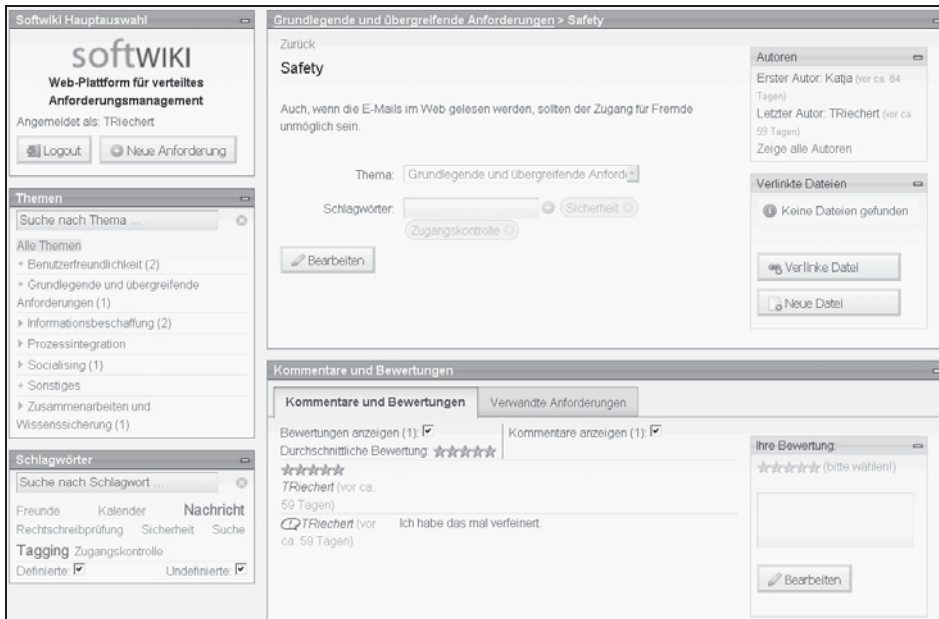 Softwiki Hauptauswahl
softWIKI
Web-Plattform für verteiltes
Anforderungsmanagement
Angemeldet als: TRiechert
Logout
Neue Anforderung
Themen
Suche nach Thema ...
Alle Themen
Benutzerfreundlichkeit (2)
Grundlegende und übergreifende
Anforderungen (1)
Informationsbeschaffung (2)
Prozessintegration
Socialising (1)
Sonstiges
Zusammenarbeiten und
Wissenssicherung (1)
Schlagwörter
Suche nach Schlagwort ...
Freunde Kalender Nachricht
Rechtschreibprüfung Sicherheit Suche
Tagging Zugangskontrolle
Definierte: Undefinierte:
Grundlegende und übergreifende Anforderungen > Safety
Zurück
Safety
Auch, wenn die E-Mails im Web gelesen werden, sollten der Zugang für Fremde
unmöglich sein.
Thema: Grundlegende und übergreifende Anforde
Schlagwörter: Sicherheit
Zugangskontrolle
Bearbeiten
Autoren
Erster Autor: Katja (vor ca. 84
Tagen)
Letzter Autor: TRiechert (vor ca.
59 Tagen)
Zeige alle Autoren
Verlinkte Dateien
Keine Dateien gefunden
Verlinke Datei
Neue Datei
Kommentare und Bewertungen
Kommentare und Bewertungen
Verwandte Anforderungen
Bewertungen anzeigen (1):
Durchschnittliche Bewertung:
TRiechert (vor ca.
59 Tagen)
Kommentare anzeigen (1):
TRiechert (vor
ca. 59 Tagen)
Ich habe das mal verfeinert.
Ihre Bewertung:
(bitte wählen!)
Bearbeiten